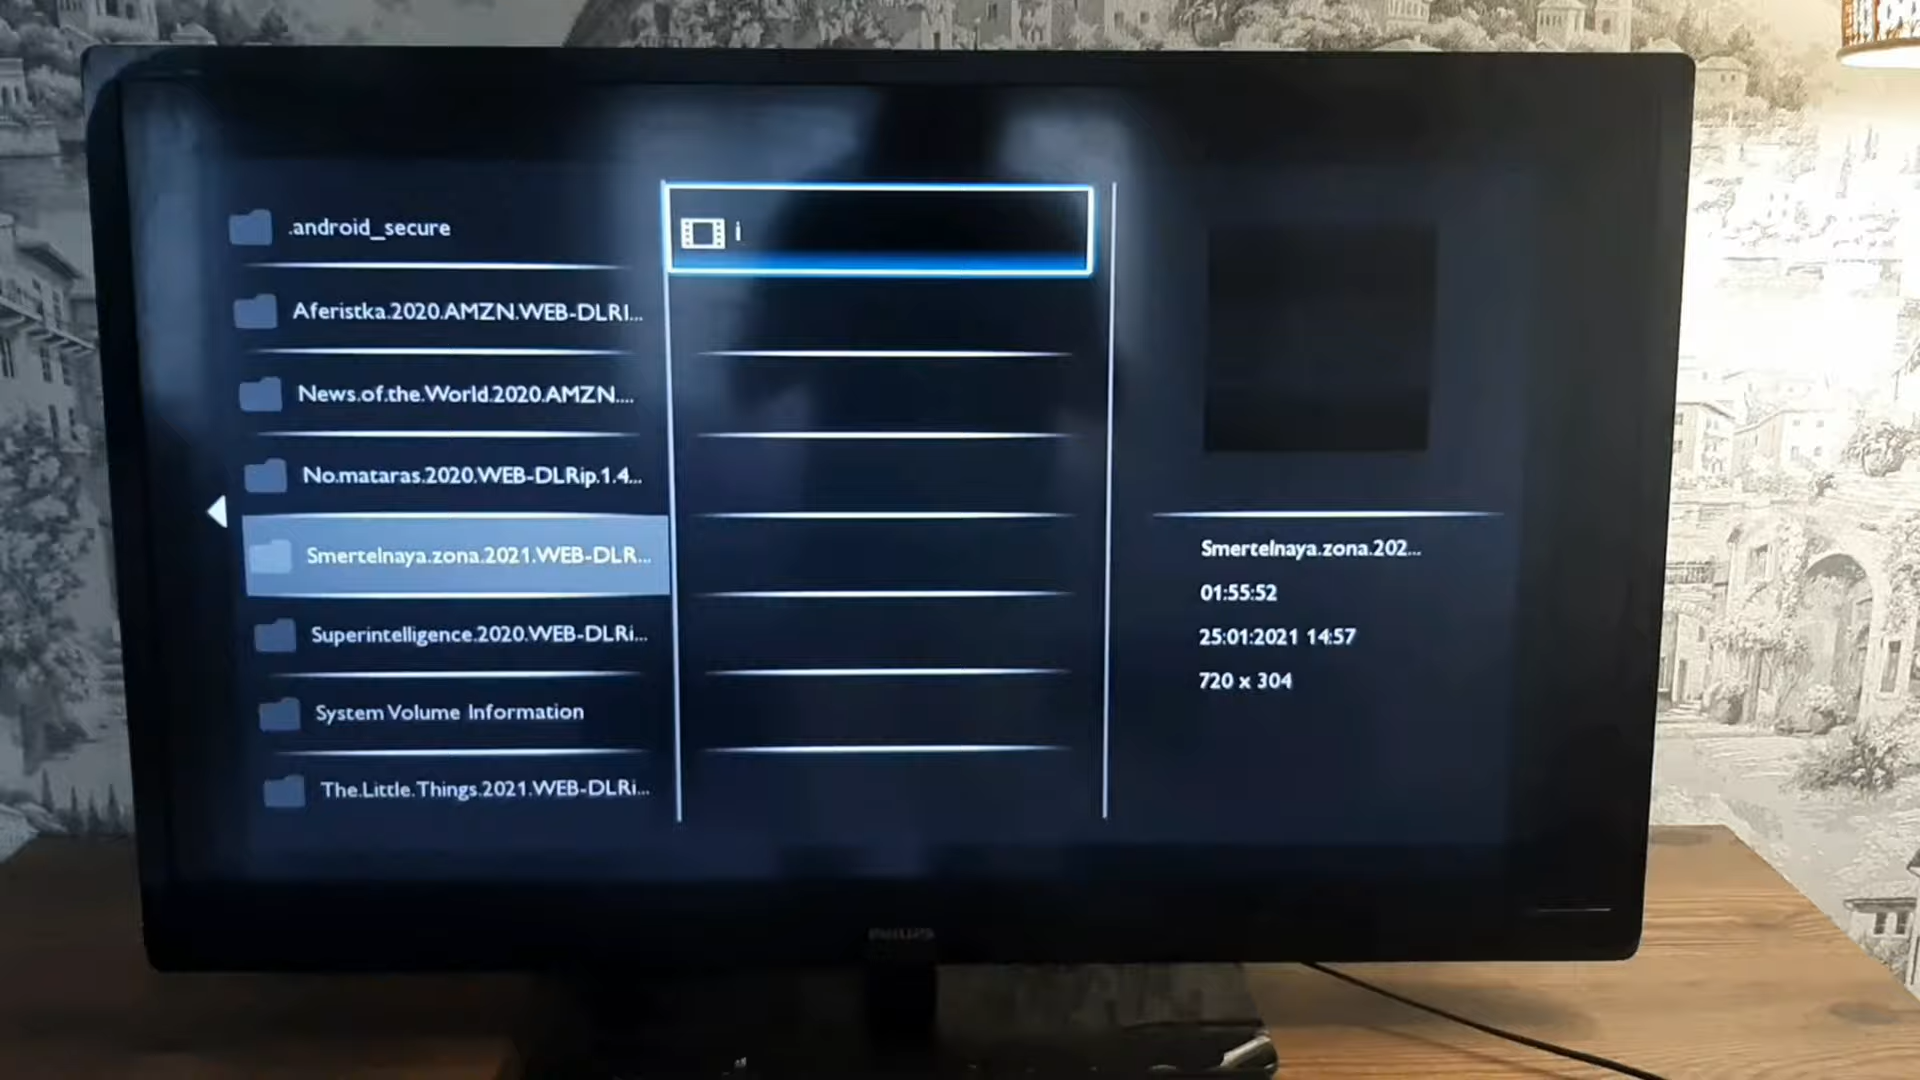 .android_secure
Aferistka.2020.AMZN.WEB-DLRI...
News.of.the.World.2020.AMZN....
No.mataras.2020.WEB-DLRip.1.4...
Smertelnaya.zona.2021.WEB-DLR...
Superintelligence.2020.WEB-DLRi...
System Volume Information
The.Little.Things.2021.WEB-DLRi...
i
Smertelnaya.zona.202...
01:55:52
25:01:2021 14:57
720 x 304
PHILIPS